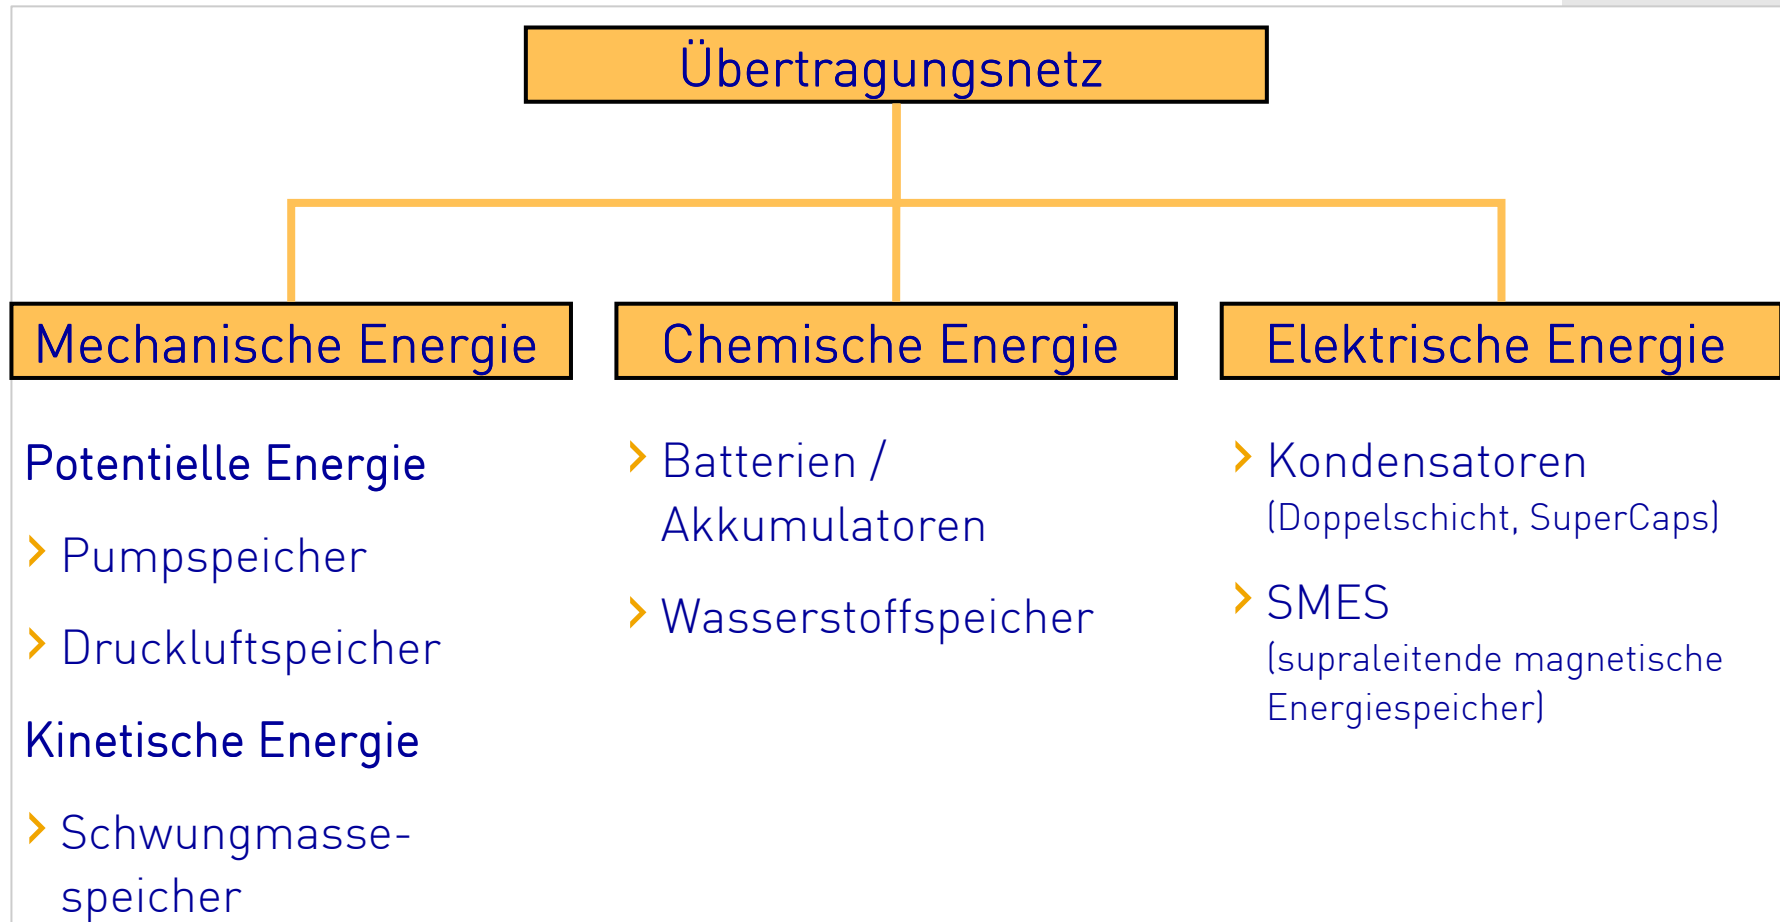 Übertragungsnetz
Mechanische Energie
Potentielle Energie
› Pumpspeicher
› Druckluftspeicher
Kinetische Energie
› Schwungmasse-
speicher
Chemische Energie
› Batterien /
Akkumulatoren
› Wasserstoffspeicher
Elektrische Energie
› Kondensatoren
(Doppelschicht, SuperCaps)
› SMES
(supraleitende magnetische
Energiespeicher)